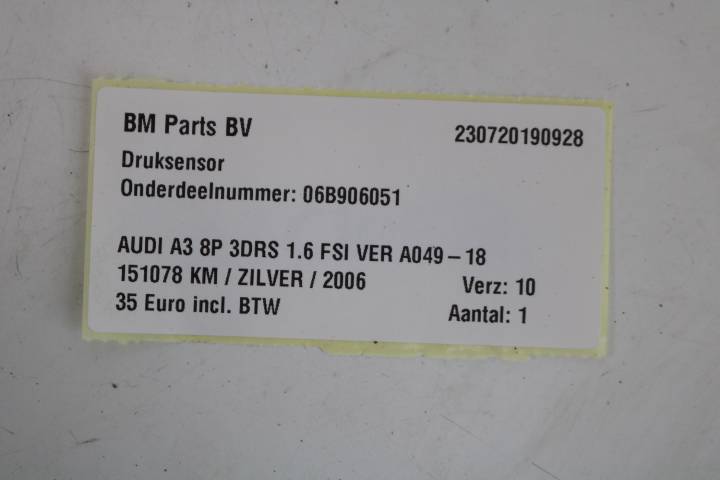 BM Parts BV 230720190928
Druksensor
Onderdeelnummer: 06B906051
AUDI A3 8P 3DRS 1.6 FSI VER A049-18
151078 KM / ZILVER / 2006 Verz: 10
35 Euro incl. BTW Aantal: 1